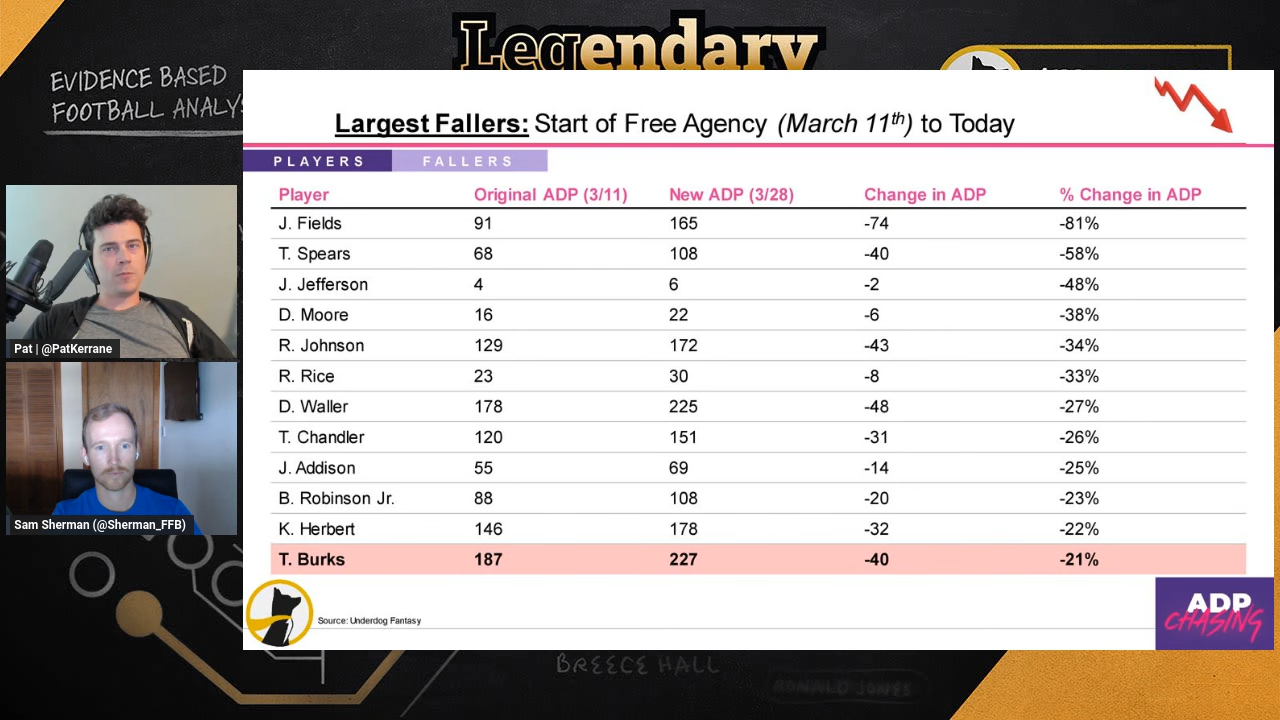 Legendary
EVIDENCE BASED
FOOTBALL ANALYS
Largest Fallers: Start of Free Agency (March 11th) to Today
PLAYERS FALLERS
Player Original ADP (3/11) New ADP (3/28) Change in ADP % Change in ADP
J. Fields 91 165 -74 -81%
T. Spears 68 108 -40 -58%
J. Jefferson 4 6 -2 -48%
D. Moore 16 22 -6 -38%
R. Johnson 129 172 -43 -34%
R. Rice 23 30 -8 -33%
D. Waller 178 225 -48 -27%
T. Chandler 120 151 -31 -26%
J. Addison 55 69 -14 -25%
B. Robinson Jr. 88 108 -20 -23%
K. Herbert 146 178 -32 -22%
T. Burks 187 227 -40 -21%
Pat | @PatKerrane
Sam Sherman (@Sherman_FFB)
Source: Underdog Fantasy
ADP
CHASING
BREECE HALL
RONALD JONES